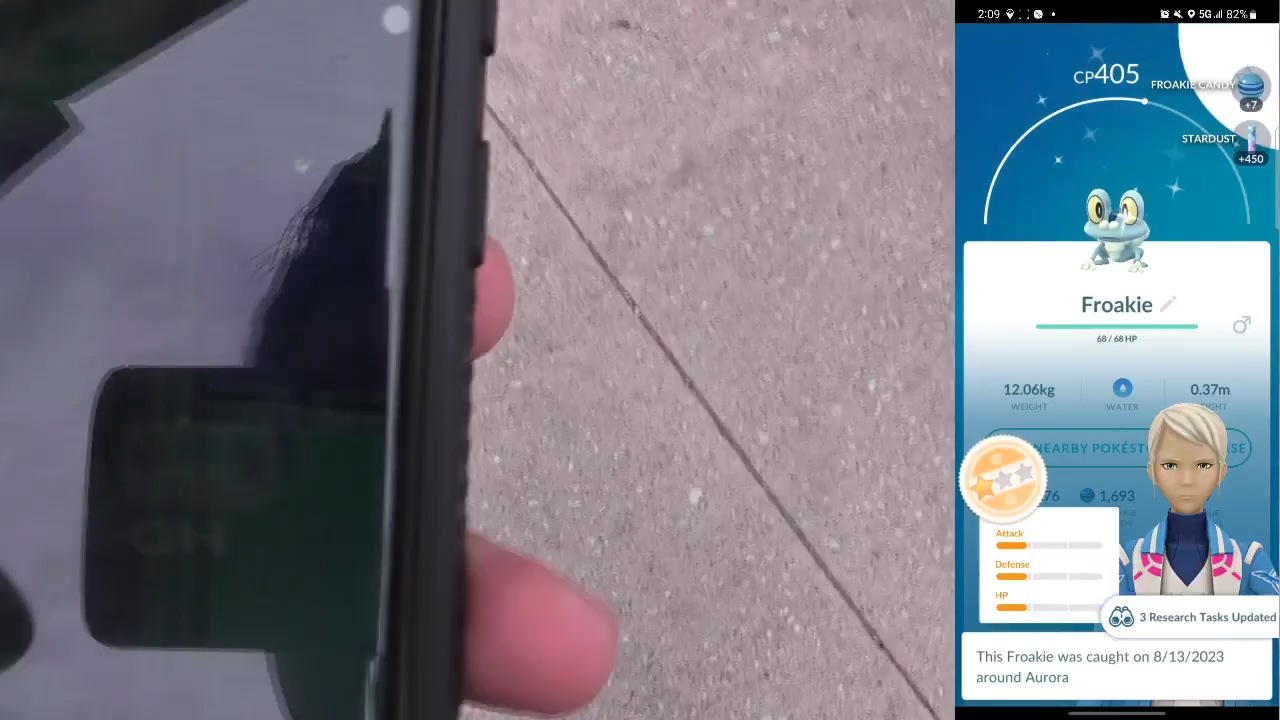 2:09
5G 82%
CP405
FROAKIE CANDY
+7
STARDUST
+450
Froakie
68 / 68 HP
12.06kg
0.37m
WEIGHT
WATER
NEARBY POKÉST
1,693
Attack
Defense
HP
3 Research Tasks Updated
This Froakie was caught on 8/13/2023
around Aurora